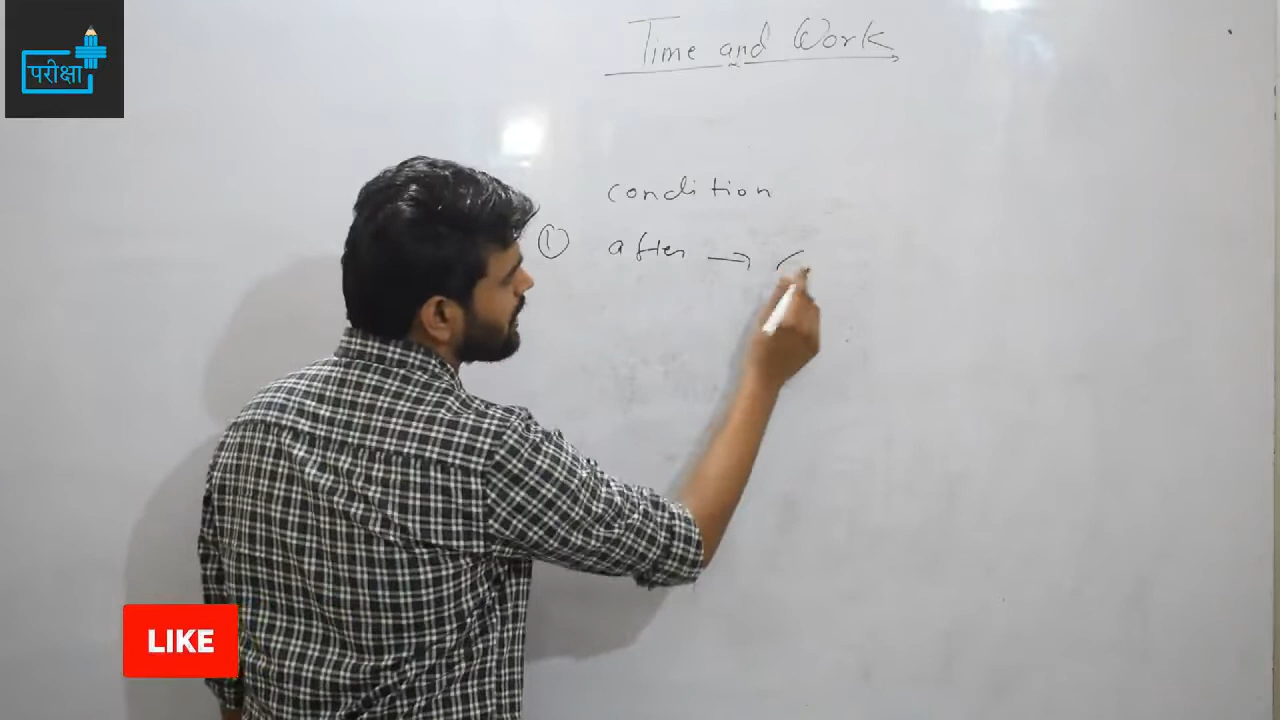 परीक्षा
Time and Work
condition
① after →
LIKE